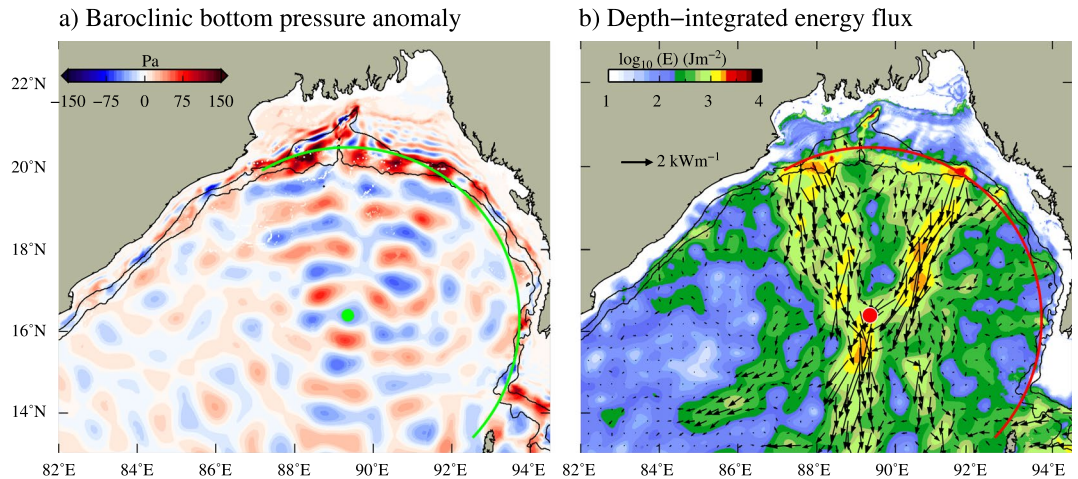 a) Baroclinic bottom pressure anomaly
Pa
−150 −75 0 75 150
22°N
20°N
18°N
16°N
14°N
82°E 84°E 86°E 88°E 90°E 92°E 94°E
b) Depth−integrated energy flux
log10 (E) (Jm−2)
1 2 3 4
2 kWm−1
82°E 84°E 86°E 88°E 90°E 92°E 94°E